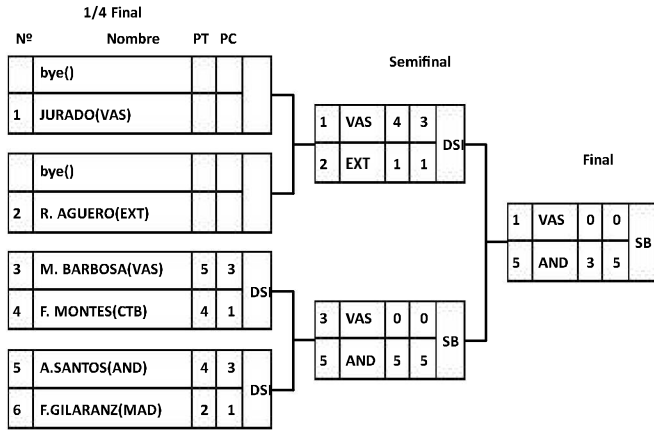 1/4 Final
Nº Nombre PT PC
bye()
1 JURADO(VAS)
bye()
2 R. AGUERO(EXT)
3 M. BARBOSA(VAS) 5 3
DSI
4 F. MONTES(CTB) 4 1
5 A.SANTOS(AND) 4 3
DSI
6 F.GILARANZ(MAD) 2 1
Semifinal
1 VAS 4 3
DSI
2 EXT 1 1
3 VAS 0 0
SB
5 AND 5 5
Final
1 VAS 0 0
SB
5 AND 3 5